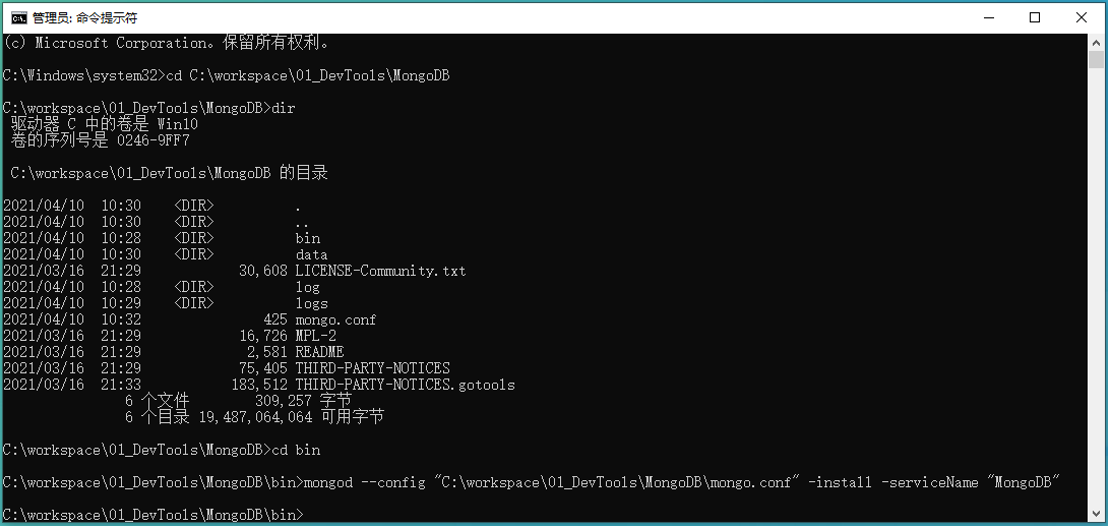 管理员: 命令提示符
(c) Microsoft Corporation。保留所有权利。
C:\Windows\system32>cd C:\workspace\01_DevTools\MongoDB
C:\workspace\01_DevTools\MongoDB>dir
驱动器 C 中的卷是 Win10
卷的序列号是 0246-9FF7
C:\workspace\01_DevTools\MongoDB 的目录
2021/04/10  10:30    <DIR>          .
2021/04/10  10:30    <DIR>          ..
2021/04/10  10:28    <DIR>          bin
2021/04/10  10:30    <DIR>          data
2021/03/16  21:29            30,608 LICENSE-Community.txt
2021/04/10  10:28    <DIR>          log
2021/04/10  10:29    <DIR>          logs
2021/04/10  10:32               425 mongo.conf
2021/03/16  21:29            16,726 MPL-2
2021/03/16  21:29             2,581 README
2021/03/16  21:29            75,405 THIRD-PARTY-NOTICES
2021/03/16  21:33           183,512 THIRD-PARTY-NOTICES.gotools
6 个文件        309,257 字节
6 个目录 19,487,064,064 可用字节
C:\workspace\01_DevTools\MongoDB>cd bin
C:\workspace\01_DevTools\MongoDB\bin>mongod --config "C:\workspace\01_DevTools\MongoDB\mongo.conf" -install -serviceName "MongoDB"
C:\workspace\01_DevTools\MongoDB\bin>